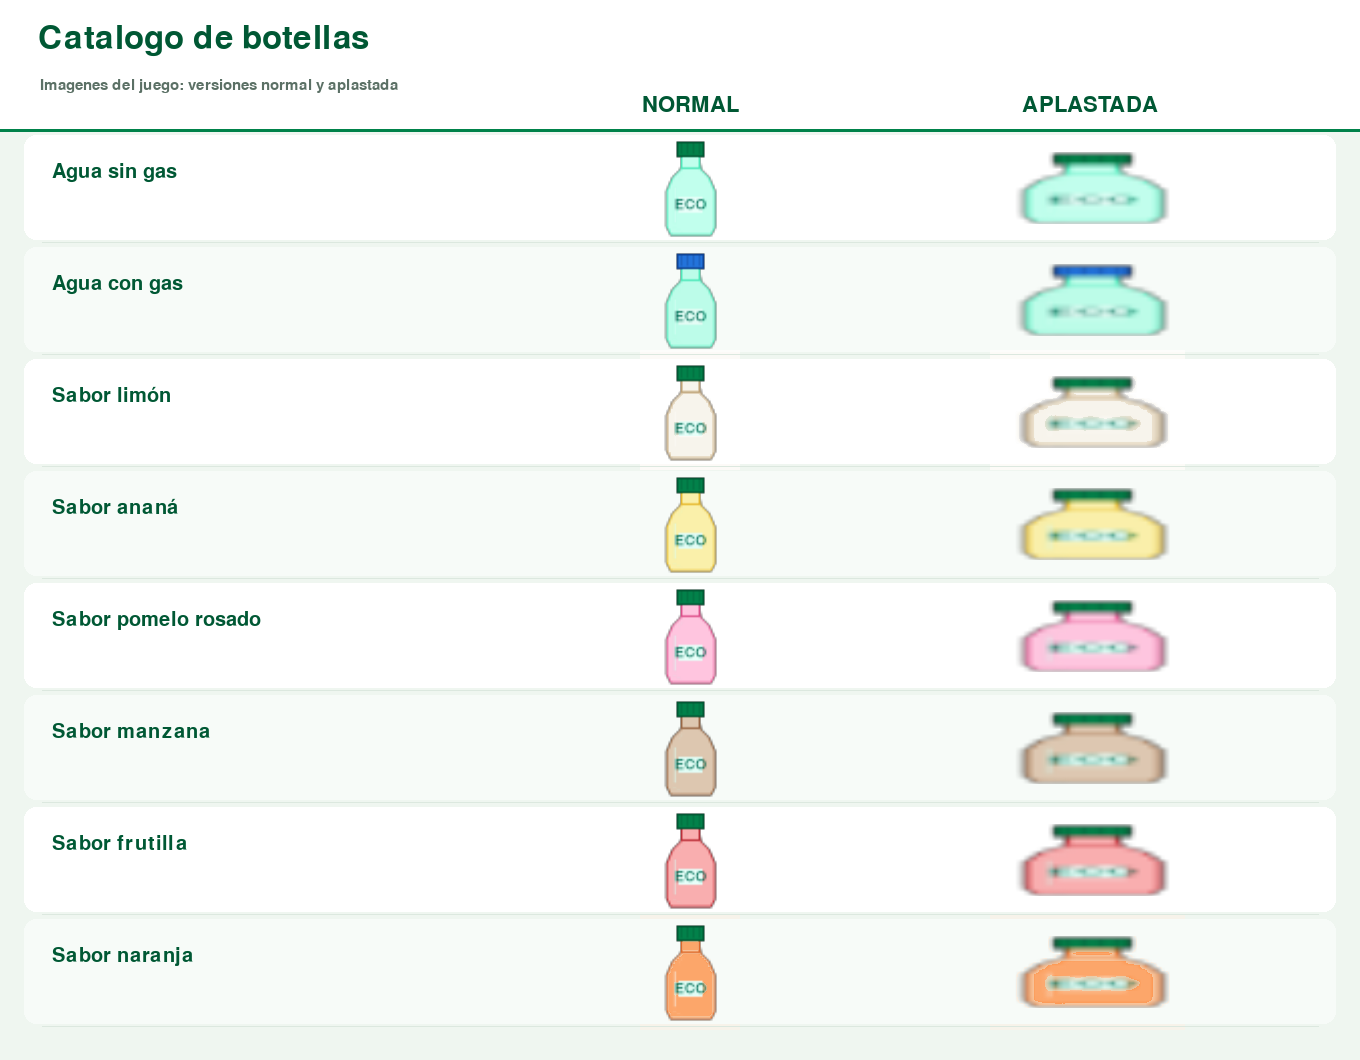 Catalogo de botellas
Imagenes del juego: versiones normal y aplastada
NORMAL APLASTADA
Agua sin gas
ECO
Agua con gas
ECO
Sabor limón
ECO
Sabor ananá
ECO
Sabor pomelo rosado
ECO
Sabor manzana
ECO
Sabor frutilla
ECO
Sabor naranja
ECO